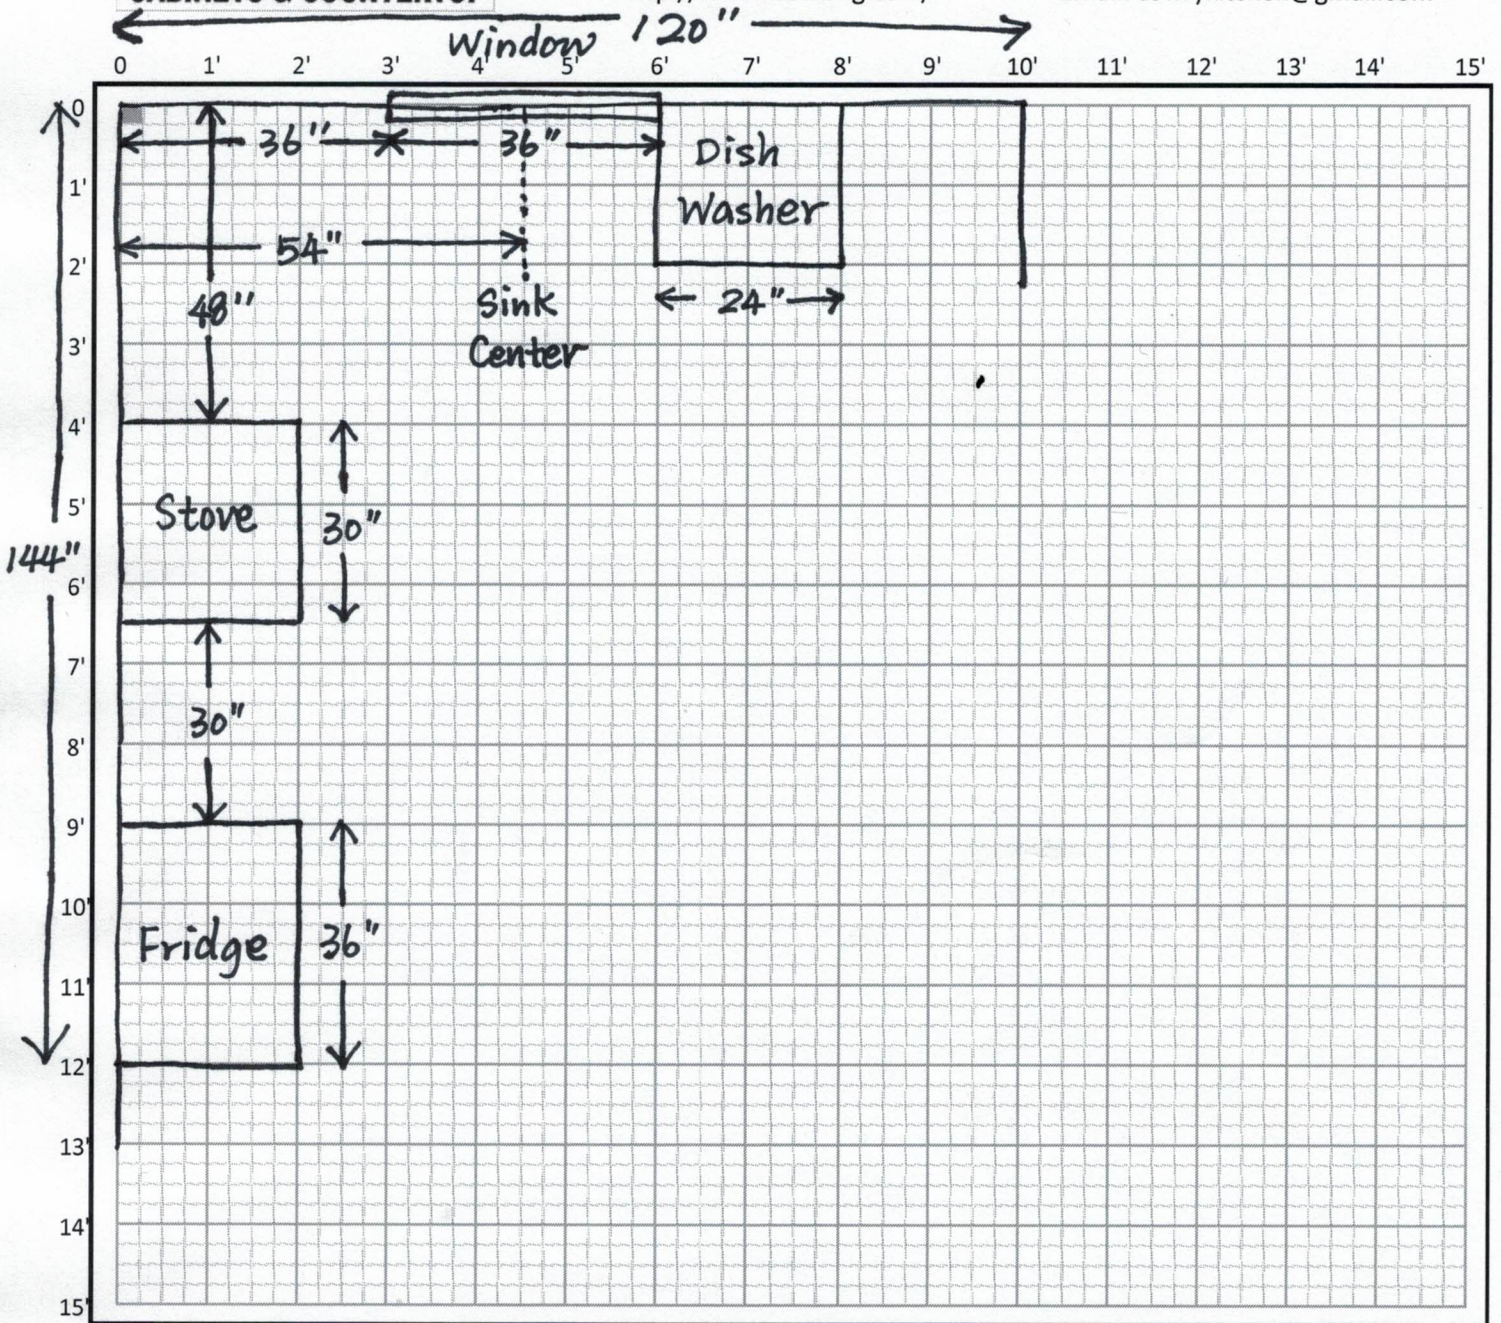 CABINETS & COUNTERTOP
120"
Window
0 1' 2' 3' 4' 5' 6' 7' 8' 9' 10' 11' 12' 13' 14' 15'
0
36" 36" Dish
1'
Washer
54"
2'
48" Sink 24"
3'
Center
4'
5'
Stove 30"
144"
6'
7'
30"
8'
9'
10'
Fridge 36"
11'
12'
13'
14'
15'